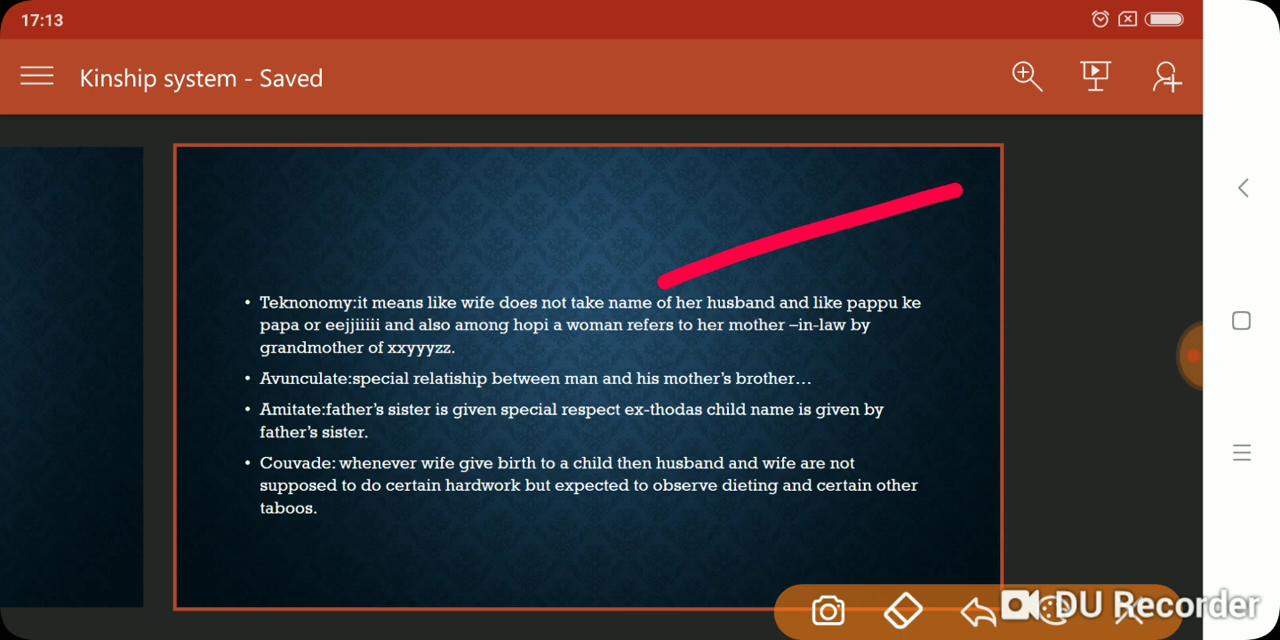 17:13
Kinship system - Saved
• Teknonomy:it means like wife does not take name of her husband and like pappu ke
papa or eejjiiiii and also among hopi a woman refers to her mother –in-law by
grandmother of xxyyyzz.
• Avunculate:special relatiship between man and his mother's brother…
• Amitate:father's sister is given special respect ex-thodas child name is given by
father's sister.
• Couvade: whenever wife give birth to a child then husband and wife are not
supposed to do certain hardwork but expected to observe dieting and certain other
taboos.
DU Recorder